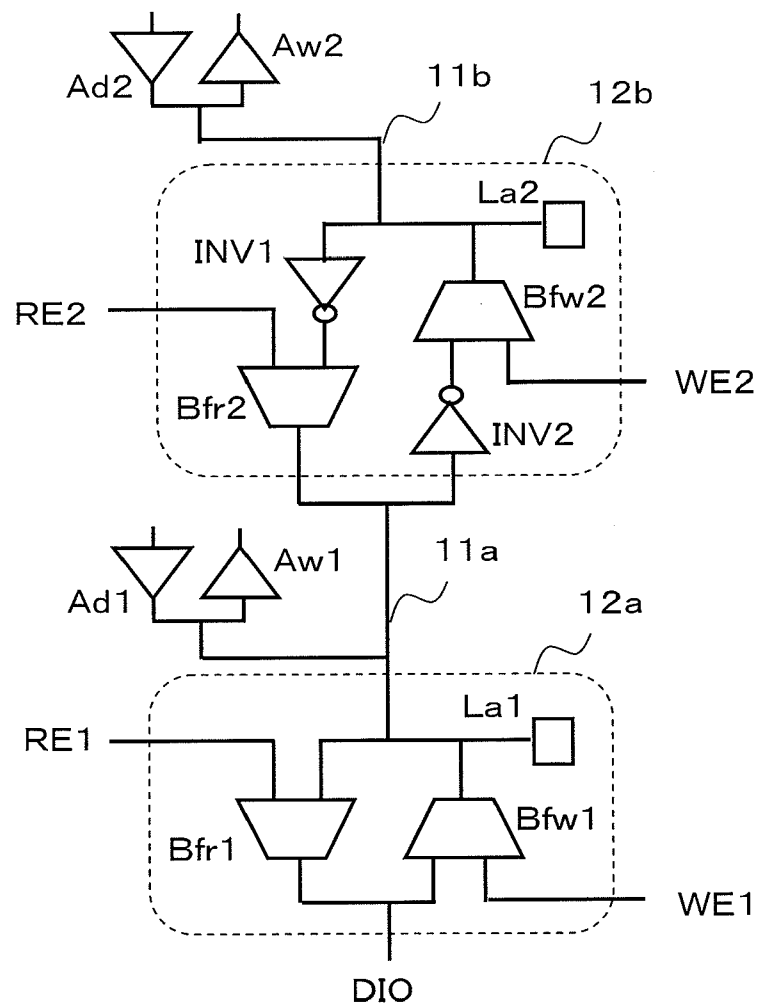 Aw2
Ad2
11b
12b
La2
INV1
Bfw2
RE2
WE2
Bfr2
INV2
Aw1
11a
Ad1
12a
La1
RE1
Bfw1
Bfr1
WE1
DIO